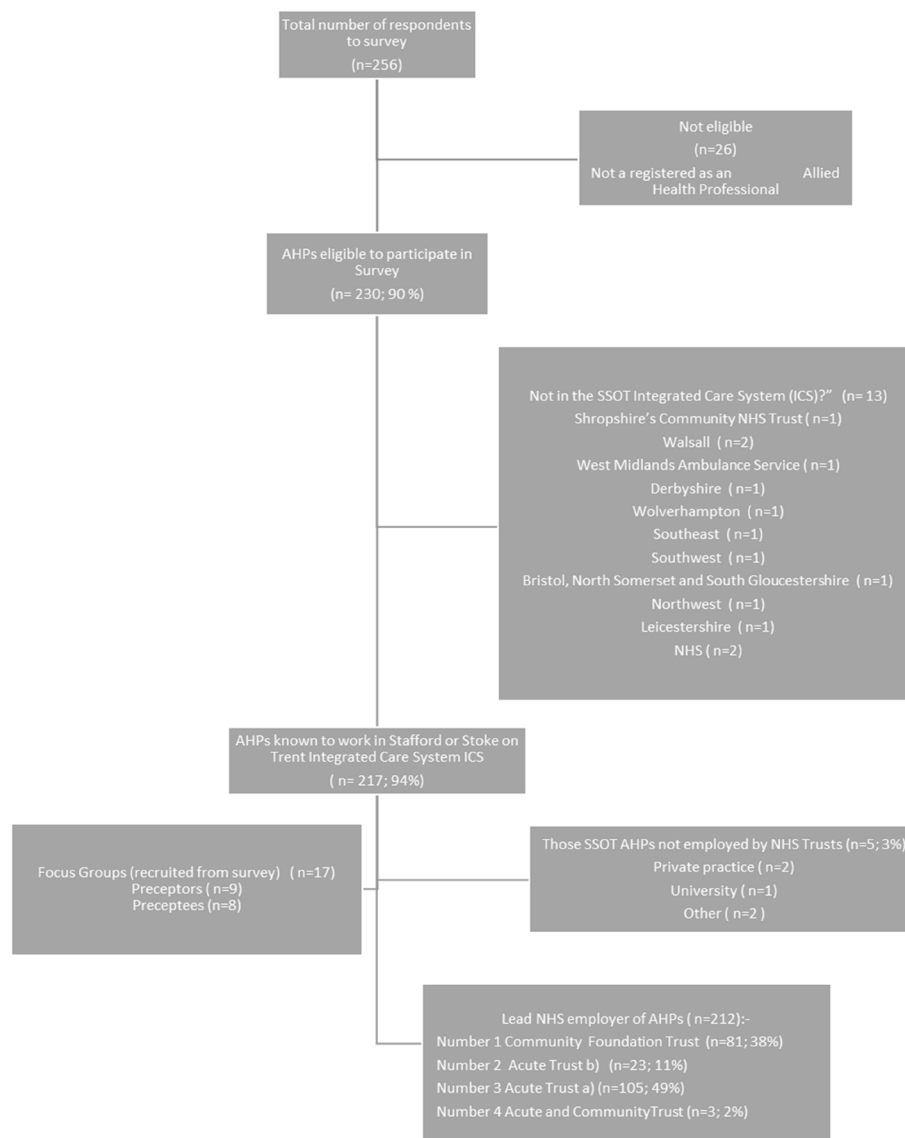 Total number of respondents
to survey
(n=256)
Not eligible
(n=26)
Not a registered as an Allied
Health Professional
AHPs eligible to participate in
Survey
(n= 230; 90 %)
Not in the SSOT Integrated Care System (ICS)?” (n= 13)
Shropshire’s Community NHS Trust ( n=1)
Walsall ( n=2)
West Midlands Ambulance Service ( n=1)
Derbyshire ( n=1)
Wolverhampton ( n=1)
Southeast ( n=1)
Southwest ( n=1)
Bristol, North Somerset and South Gloucestershire ( n=1)
Northwest ( n=1)
Leicestershire ( n=1)
NHS ( n=2)
AHPs known to work in Stafford or Stoke on
Trent Integrated Care System ICS
( n= 217; 94%)
Focus Groups (recruited from survey) ( n=17)
Preceptors ( n=9)
Preceptees (n=8)
Those SSOT AHPs not employed by NHS Trusts (n=5; 3%)
Private practice ( n=2)
University ( n=1)
Other ( n=2 )
Lead NHS employer of AHPs ( n=212):-
Number 1 Community Foundation Trust (n=81; 38%)
Number 2 Acute Trust b) (n=23; 11%)
Number 3 Acute Trust a) (n=105; 49%)
Number 4 Acute and CommunityTrust (n=3; 2%)